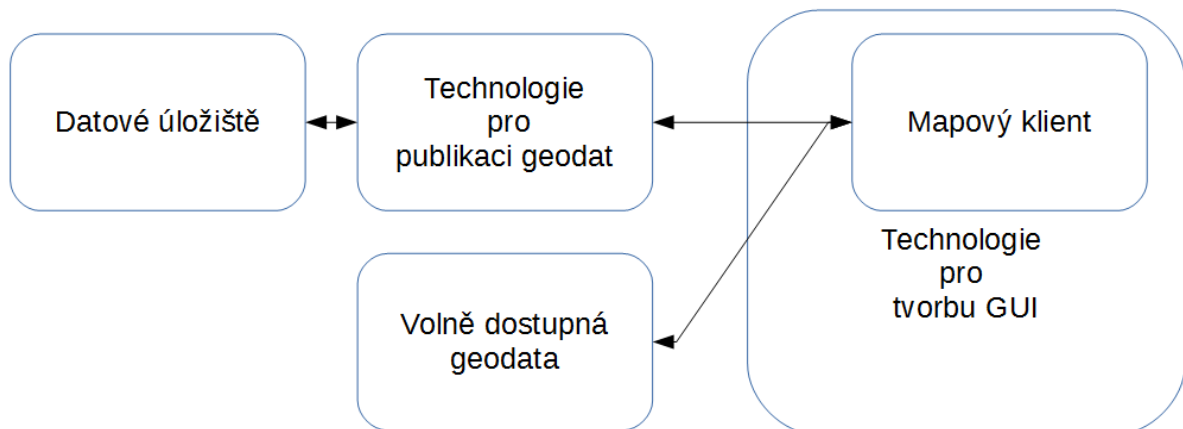 Datové úložiště
Technologie
pro
publikaci geodat
Mapový klient
Technologie
pro
tvorbu GUI
Volně dostupná
geodata